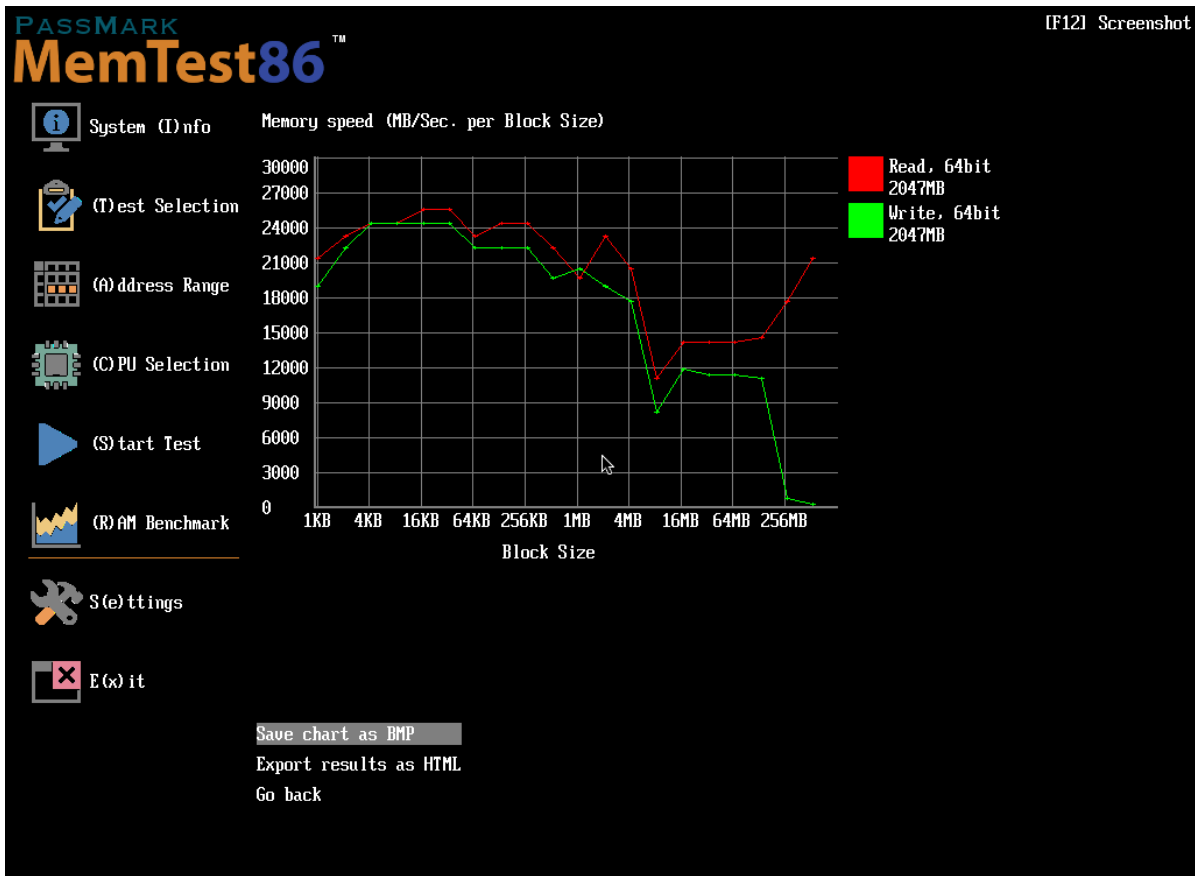 PASSMARK
MemTest86™
[F12] Screenshot
System (I)nfo
(T)est Selection
(A)ddress Range
(C)PU Selection
(S)tart Test
(R)AM Benchmark
S(e)ttings
E(x)it
Memory speed (MB/Sec. per Block Size)
30000
27000
24000
21000
18000
15000
12000
9000
6000
3000
0
1KB 4KB 16KB 64KB 256KB 1MB 4MB 16MB 64MB 256MB
Block Size
Read, 64bit
2047MB
Write, 64bit
2047MB
Save chart as BMP
Export results as HTML
Go back